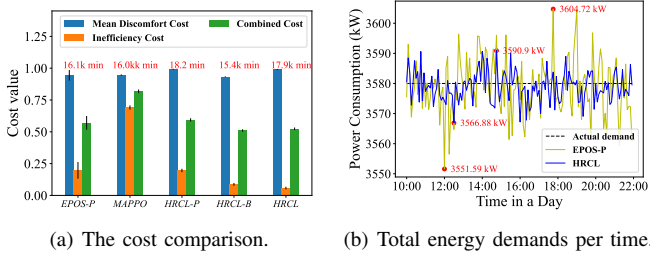 Mean Discomfort Cost
Combined Cost
Inefficiency Cost
16.1k min 16.0kk min 18.2 min 15.4k min 17.9k min
Cost value
1.25
1.00
0.75
0.50
0.25
0.00
EPOS-P MAPPO HRCL-P HRCL-B HRCL
(a) The cost comparison.
Power Consumption (kW)
3600
3590
3580
3570
3560
3550
3604.72 kW
3590.9 kW
3566.88 kW
3551.59 kW
Actual demand
EPOS-P
HRCL
10:00 12:00 14:00 16:00 18:00 20:00 22:00
Time in a Day
(b) Total energy demands per time.